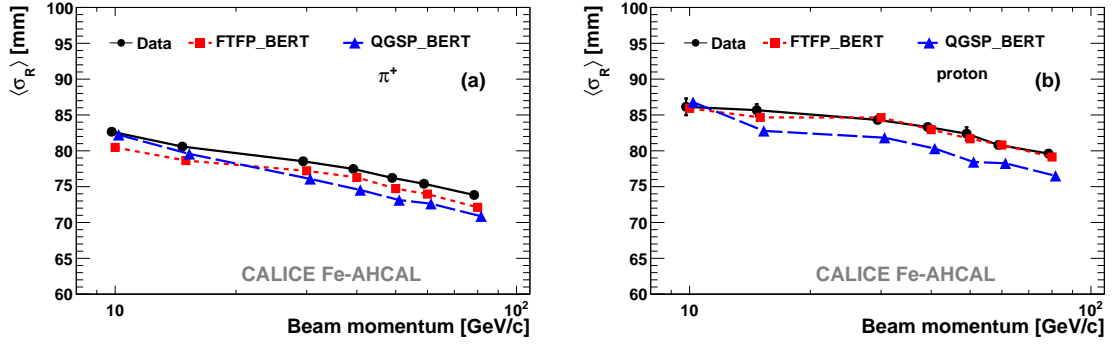 ⟨σ_R⟩ [mm]
100
95
90
85
80
75
70
65
60
Data FTFP_BERT QGSP_BERT
π⁺ (a)
CALICE Fe-AHCAL
10 10²
Beam momentum [GeV/c]
⟨σ_R⟩ [mm]
100
95
90
85
80
75
70
65
60
Data FTFP_BERT QGSP_BERT
proton (b)
CALICE Fe-AHCAL
10 10²
Beam momentum [GeV/c]